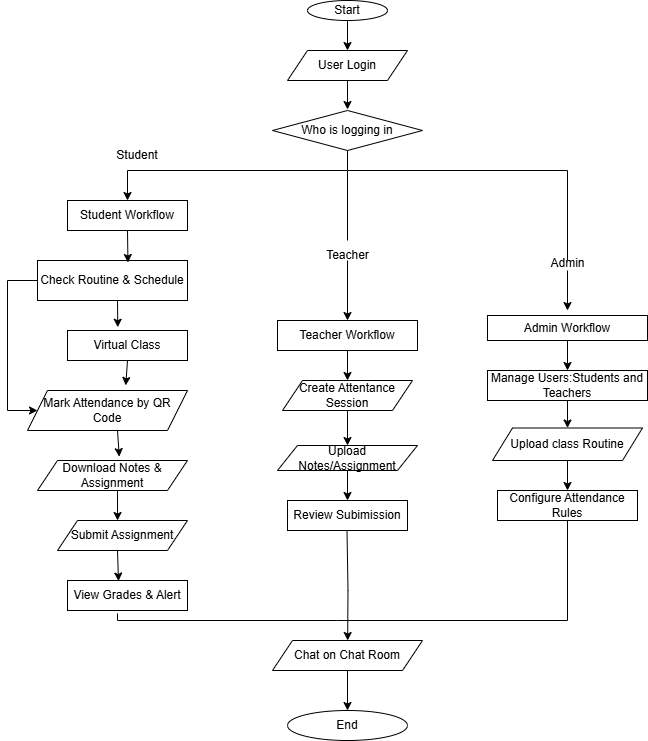 Start
User Login
Who is logging in
Student
Student Workflow
Check Routine & Schedule
Virtual Class
Mark Attendance by QR
Code
Download Notes &
Assignment
Submit Assignment
View Grades & Alert
Teacher
Teacher Workflow
Create Attentance
Session
Upload
Notes/Assignment
Review Subimission
Admin
Admin Workflow
Manage Users:Students and
Teachers
Upload class Routine
Configure Attendance
Rules
Chat on Chat Room
End